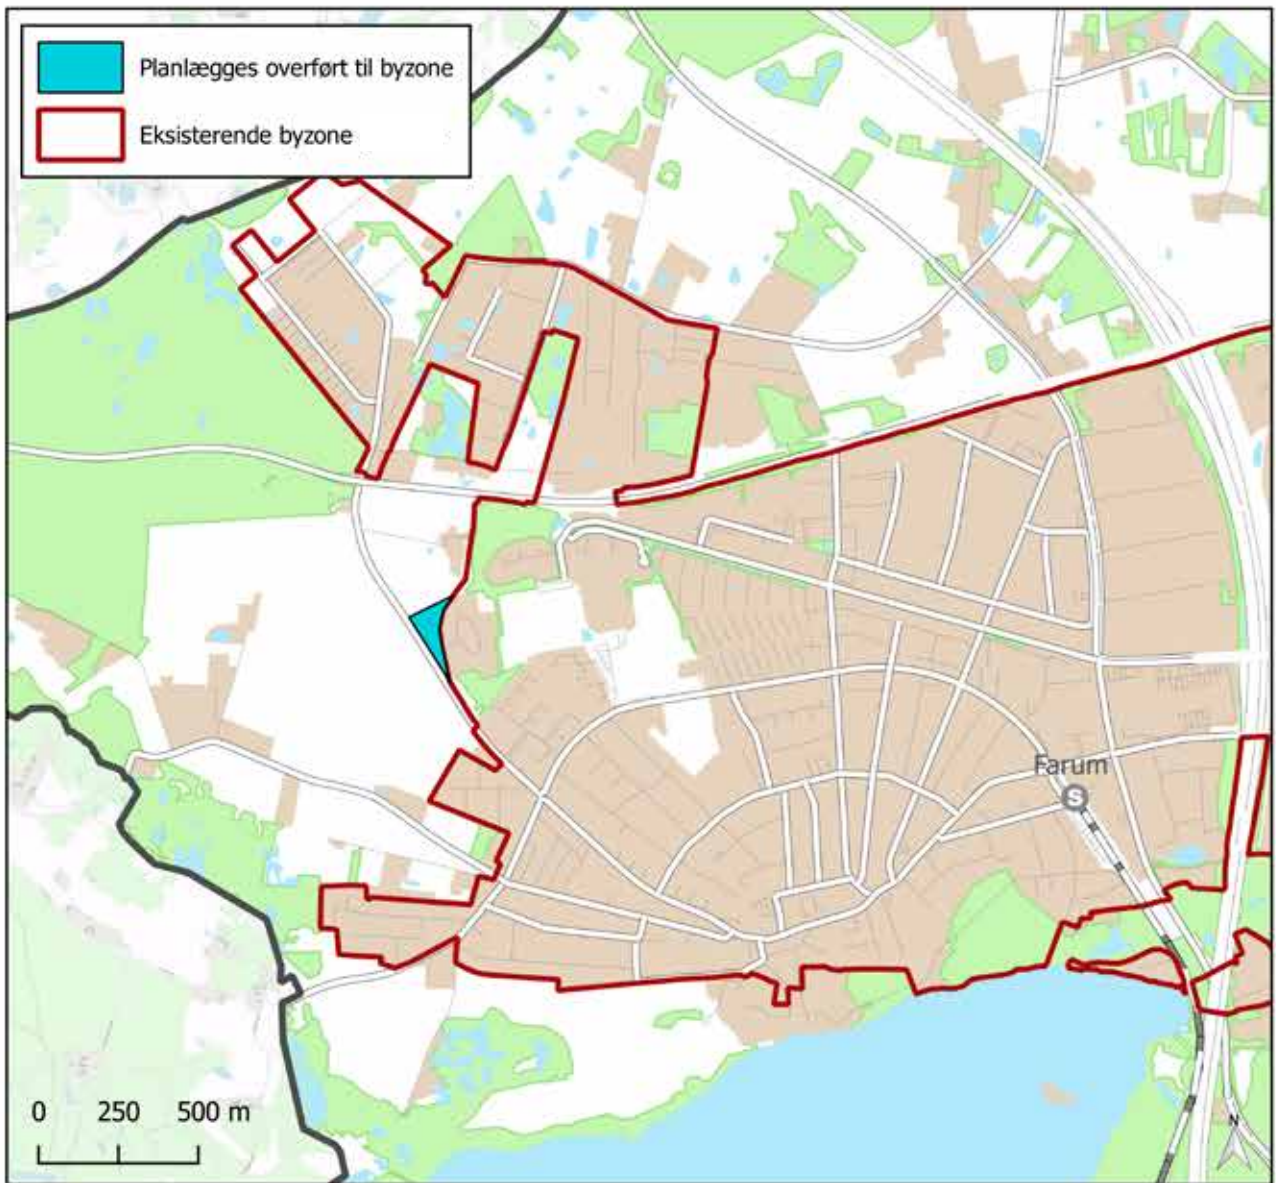 Planlægges overført til byzone
Eksisterende byzone
Farum
S
0 250 500 m
N